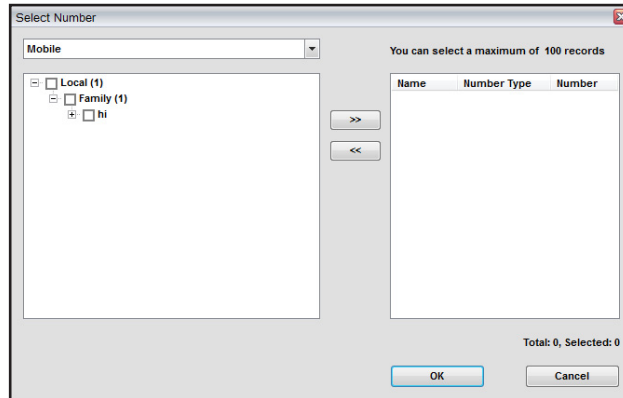 Select Number
Mobile
You can select a maximum of 100 records
Local (1)
Family (1)
hi
>>
<<
Name Number Type Number
Total: 0, Selected: 0
OK Cancel